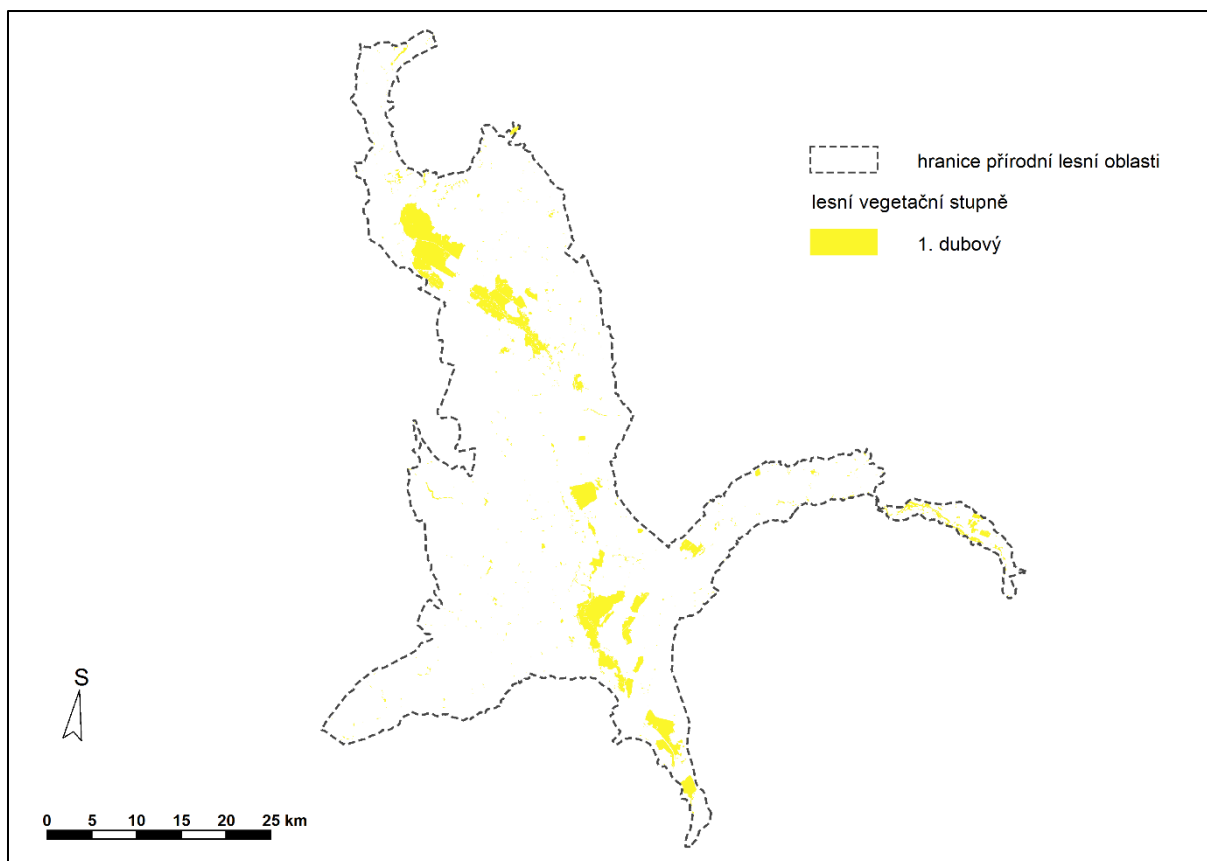 hranice přírodní lesní oblasti
lesní vegetační stupně
1. dubový
S
0 5 10 15 20 25 km